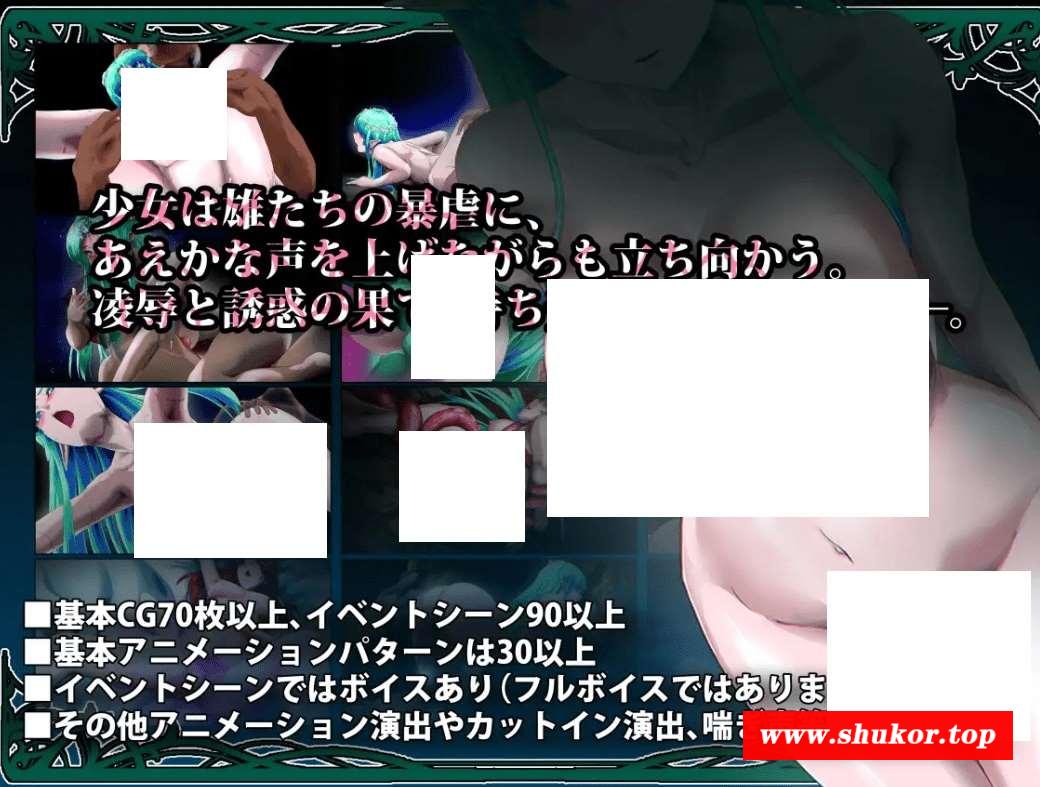 少女は雄たちの暴虐に、
あえかな声を上げながらも立ち向かう。
凌辱と誘惑の果て
■基本CG70枚以上、イベントシーン90以上
■基本アニメーションパターンは30以上
■イベントシーンではボイスあり（フルボイスではありま
■その他アニメーション演出やカットイン演出、喘
www.shukor.top